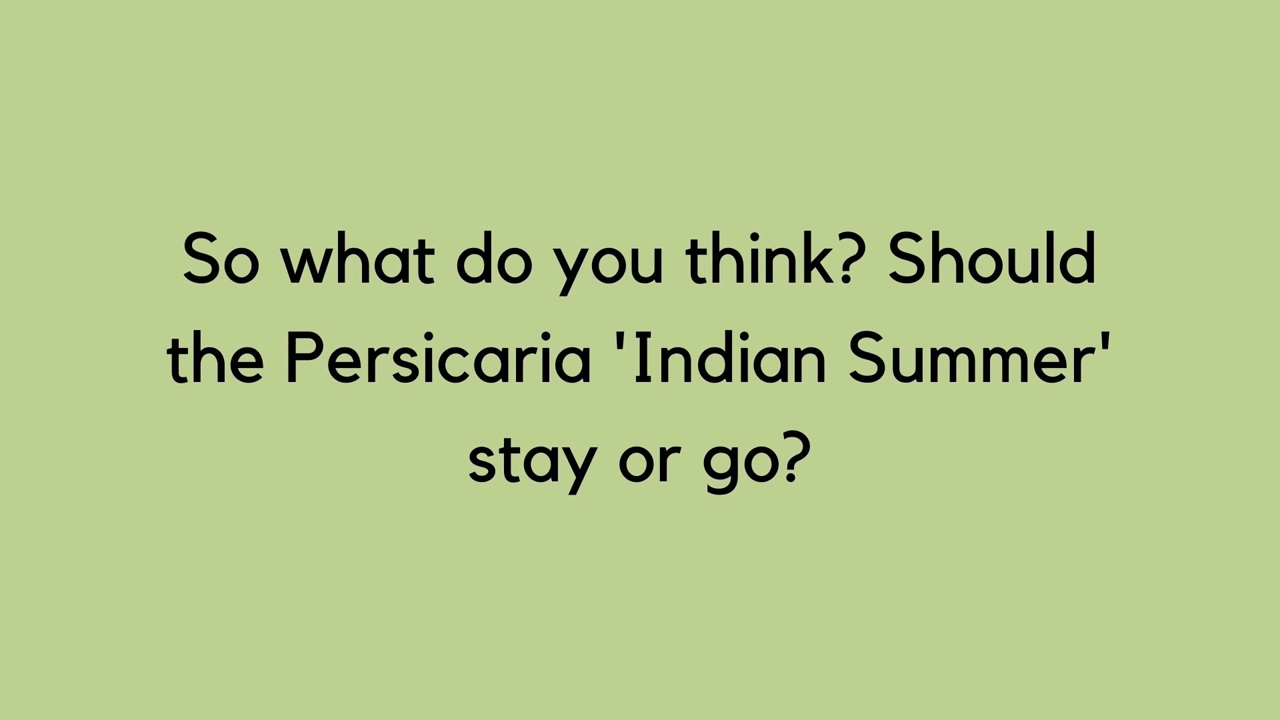 So what do you think? Should
the Persicaria 'Indian Summer'
stay or go?